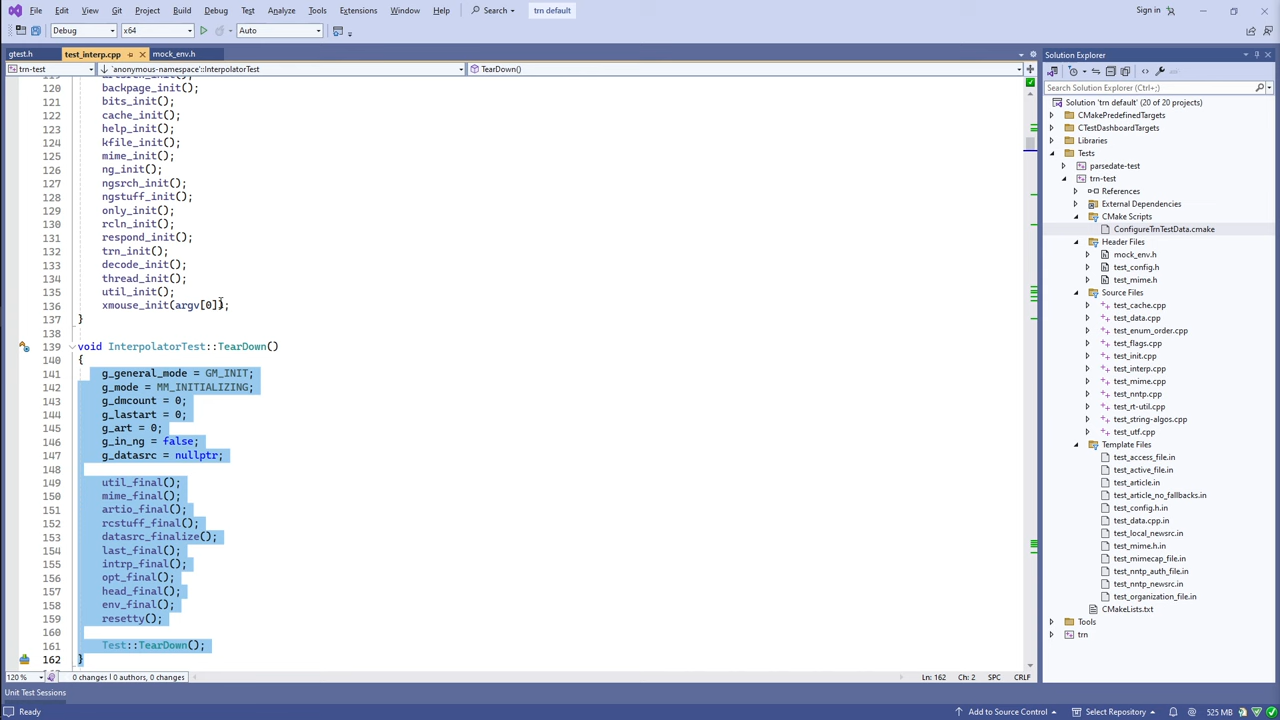 File Edit View Git Project Build Debug Test Analyze Tools Extensions Window Help Search trn default Sign in
Debug x64 Auto
gtest.h test_interp.cpp mock_env.h
trn-test `anonymous-namespace'::InterpolatorTest TearDown()
120 backpage_init();
121 bits_init();
122 cache_init();
123 help_init();
124 kfile_init();
125 mime_init();
126 ng_init();
127 ngsrch_init();
128 ngstuff_init();
129 only_init();
130 rcln_init();
131 respond_init();
132 trn_init();
133 decode_init();
134 thread_init();
135 util_init();
136 xmouse_init(argv[0]);
137 }
138
139 void InterpolatorTest::TearDown()
140 {
141 g_general_mode = GM_INIT;
142 g_mode = MM_INITIALIZING;
143 g_dmcount = 0;
144 g_lastart = 0;
145 g_art = 0;
146 g_in_ng = false;
147 g_datasrc = nullptr;
148
149 util_final();
150 mime_final();
151 artio_final();
152 rcstuff_final();
153 datasrc_finalize();
154 last_final();
155 intrp_final();
156 opt_final();
157 head_final();
158 env_final();
159 resetty();
160
161 Test::TearDown();
162 }
120 % 0 changes | 0 authors, 0 changes Ln: 162 Ch: 2 SPC CRLF
Unit Test Sessions
Ready Add to Source Control Select Repository 525 MB
Solution Explorer
Search Solution Explorer (Ctrl+;)
Solution 'trn default' (20 of 20 projects)
CMakePredefinedTargets
CTestDashboardTargets
Libraries
Tests
parsedate-test
trn-test
References
External Dependencies
CMake Scripts
ConfigureTrnTestData.cmake
Header Files
mock_env.h
test_config.h
test_mime.h
Source Files
test_cache.cpp
test_data.cpp
test_enum_order.cpp
test_flags.cpp
test_init.cpp
test_interp.cpp
test_mime.cpp
test_nntp.cpp
test_rt-util.cpp
test_string-algos.cpp
test_utf.cpp
Template Files
test_access_file.in
test_active_file.in
test_article.in
test_article_no_fallbacks.in
test_config.h.in
test_data.cpp.in
test_local_newsrc.in
test_mime.h.in
test_mimecap_file.in
test_nntp_auth_file.in
test_nntp_newsrc.in
test_organization_file.in
CMakeLists.txt
Tools
trn